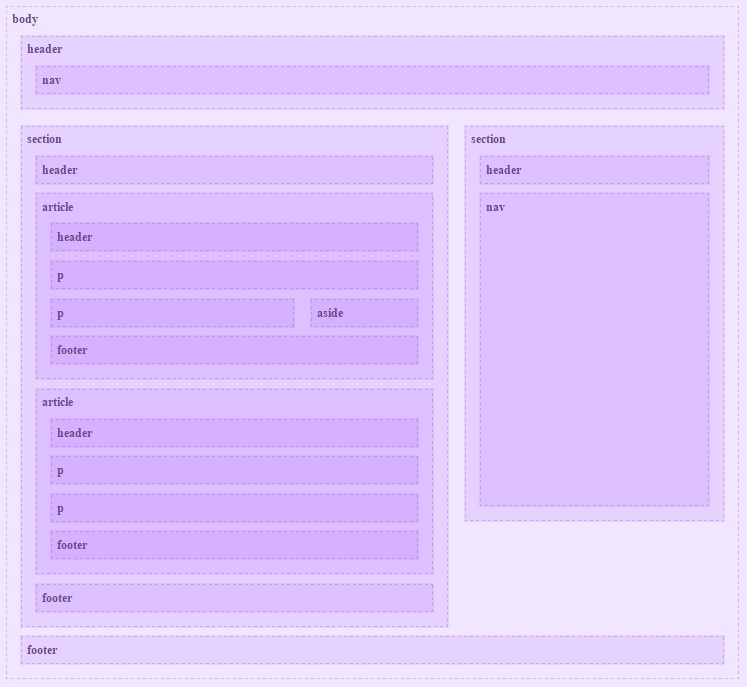 body
header
nav
section
header
article
header
p
p
aside
footer
article
header
p
p
footer
footer
section
header
nav
footer